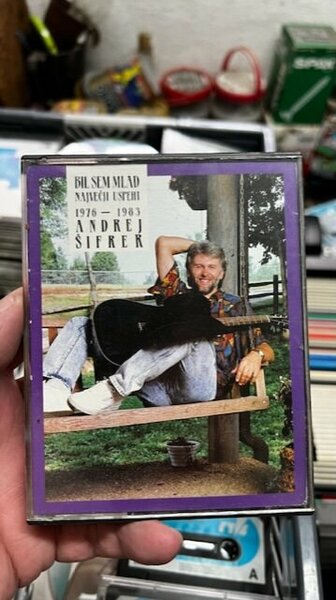 BIL SEM MLAD
NAJVEČJI USPEHI
1976 — 1983
ANDREJ
ŠIFRER
A